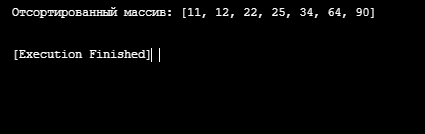 Отсортированный массив: [11, 12, 22, 25, 34, 64, 90]
[Execution Finished]